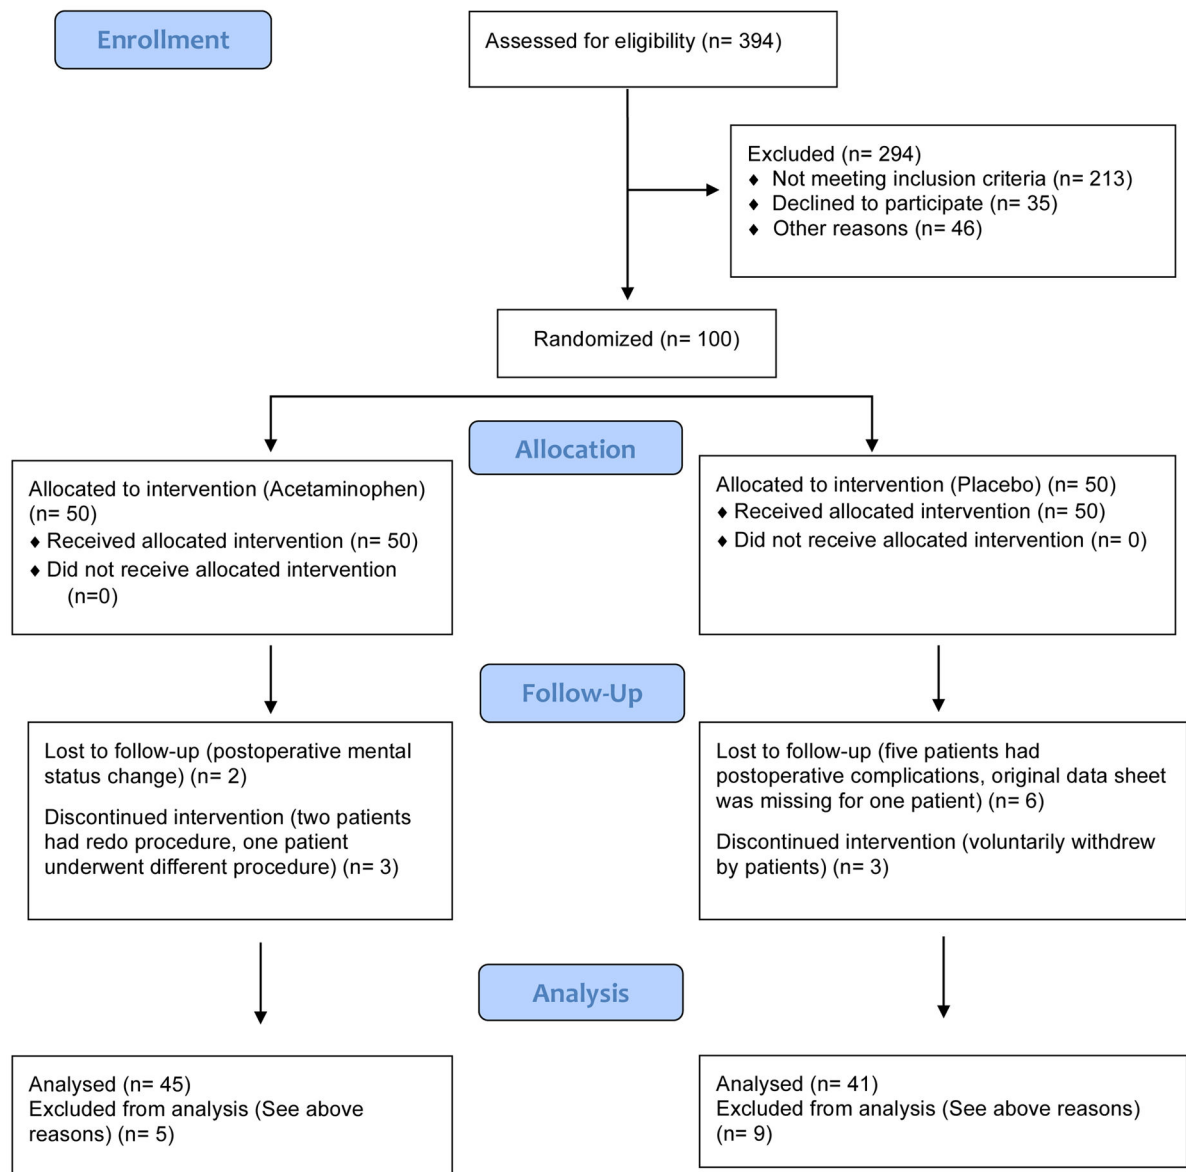 Enrollment
Assessed for eligibility (n= 394)
Excluded (n= 294)
♦ Not meeting inclusion criteria (n= 213)
♦ Declined to participate (n= 35)
♦ Other reasons (n= 46)
Randomized (n= 100)
Allocation
Allocated to intervention (Acetaminophen)
(n= 50)
♦ Received allocated intervention (n= 50)
♦ Did not receive allocated intervention
(n=0)
Allocated to intervention (Placebo) (n= 50)
♦ Received allocated intervention (n= 50)
♦ Did not receive allocated intervention (n= 0)
Follow-Up
Lost to follow-up (postoperative mental
status change) (n= 2)
Discontinued intervention (two patients
had redo procedure, one patient
underwent different procedure) (n= 3)
Lost to follow-up (five patients had
postoperative complications, original data sheet
was missing for one patient) (n= 6)
Discontinued intervention (voluntarily withdrew
by patients) (n= 3)
Analysis
Analysed (n= 45)
Excluded from analysis (See above
reasons) (n= 5)
Analysed (n= 41)
Excluded from analysis (See above reasons)
(n= 9)